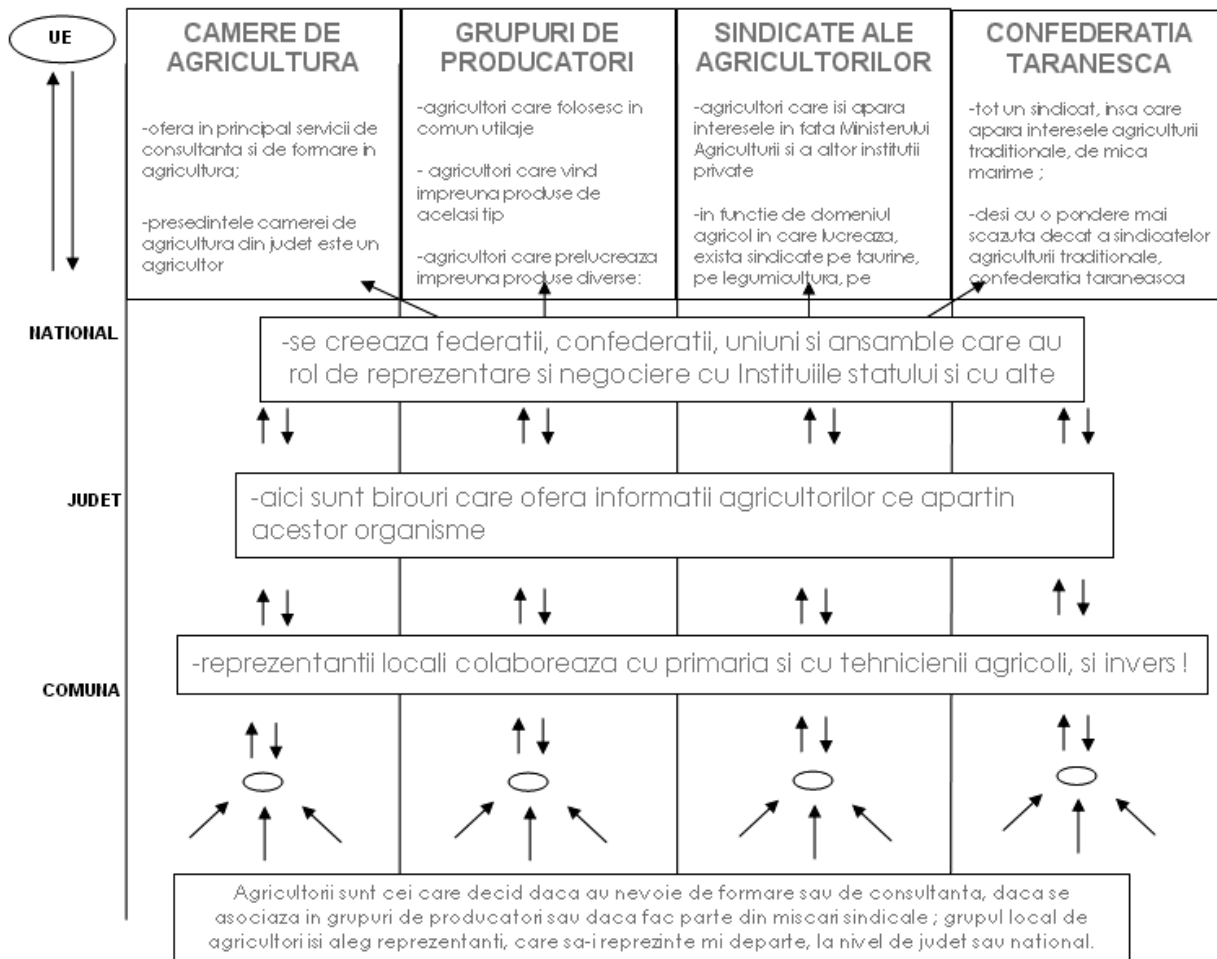 UE
CAMERE DE
AGRICULTURA
-ofera in principal servicii de
consultanta si de formare in
agricultura;
-presedintele camerei de
agricultura din judet este un
agricultor
GRUPURI DE
PRODUCATORI
-agricultori care folosesc in
comun utilaje
- agricultori care vind
impreuna produse de
acelasi tip
-agricultori care prelucreaza
impreuna produse diverse:
SINDICATE ALE
AGRICULTORILOR
-agricultori care isi apara
interesele in fata Ministerului
Agriculturii si a altor institutii
private
-in functie de domeniul
agricol in care lucreaza,
exista sindicate pe taurine,
pe legumicultura, pe
CONFEDERATIA
TARANESCA
-tot un sindicat, insa care
apara interesele agriculturii
traditionale, de mica
marime ;
-desi cu o pondere mai
scazuta decat a sindicatelor
agriculturii traditionale,
confederatia taraneasca
NATIONAL
-se creeaza federatii, confederatii, uniuni si ansamble care au
rol de reprezentare si negociere cu Instituiile statului si cu alte
JUDET
-aici sunt birouri care ofera informatii agricultorilor ce apartin
acestor organisme
-reprezentantii locali colaboreaza cu primaria si cu tehnicienii agricoli, si invers !
COMUNA
Agricultorii sunt cei care decid daca au nevoie de formare sau de consultanta, daca se
asociaza in grupuri de producatori sau daca fac parte din miscari sindicale ; grupul local de
agricultori isi aleg reprezentanti, care sa-i reprezinte mi departe, la nivel de judet sau national.